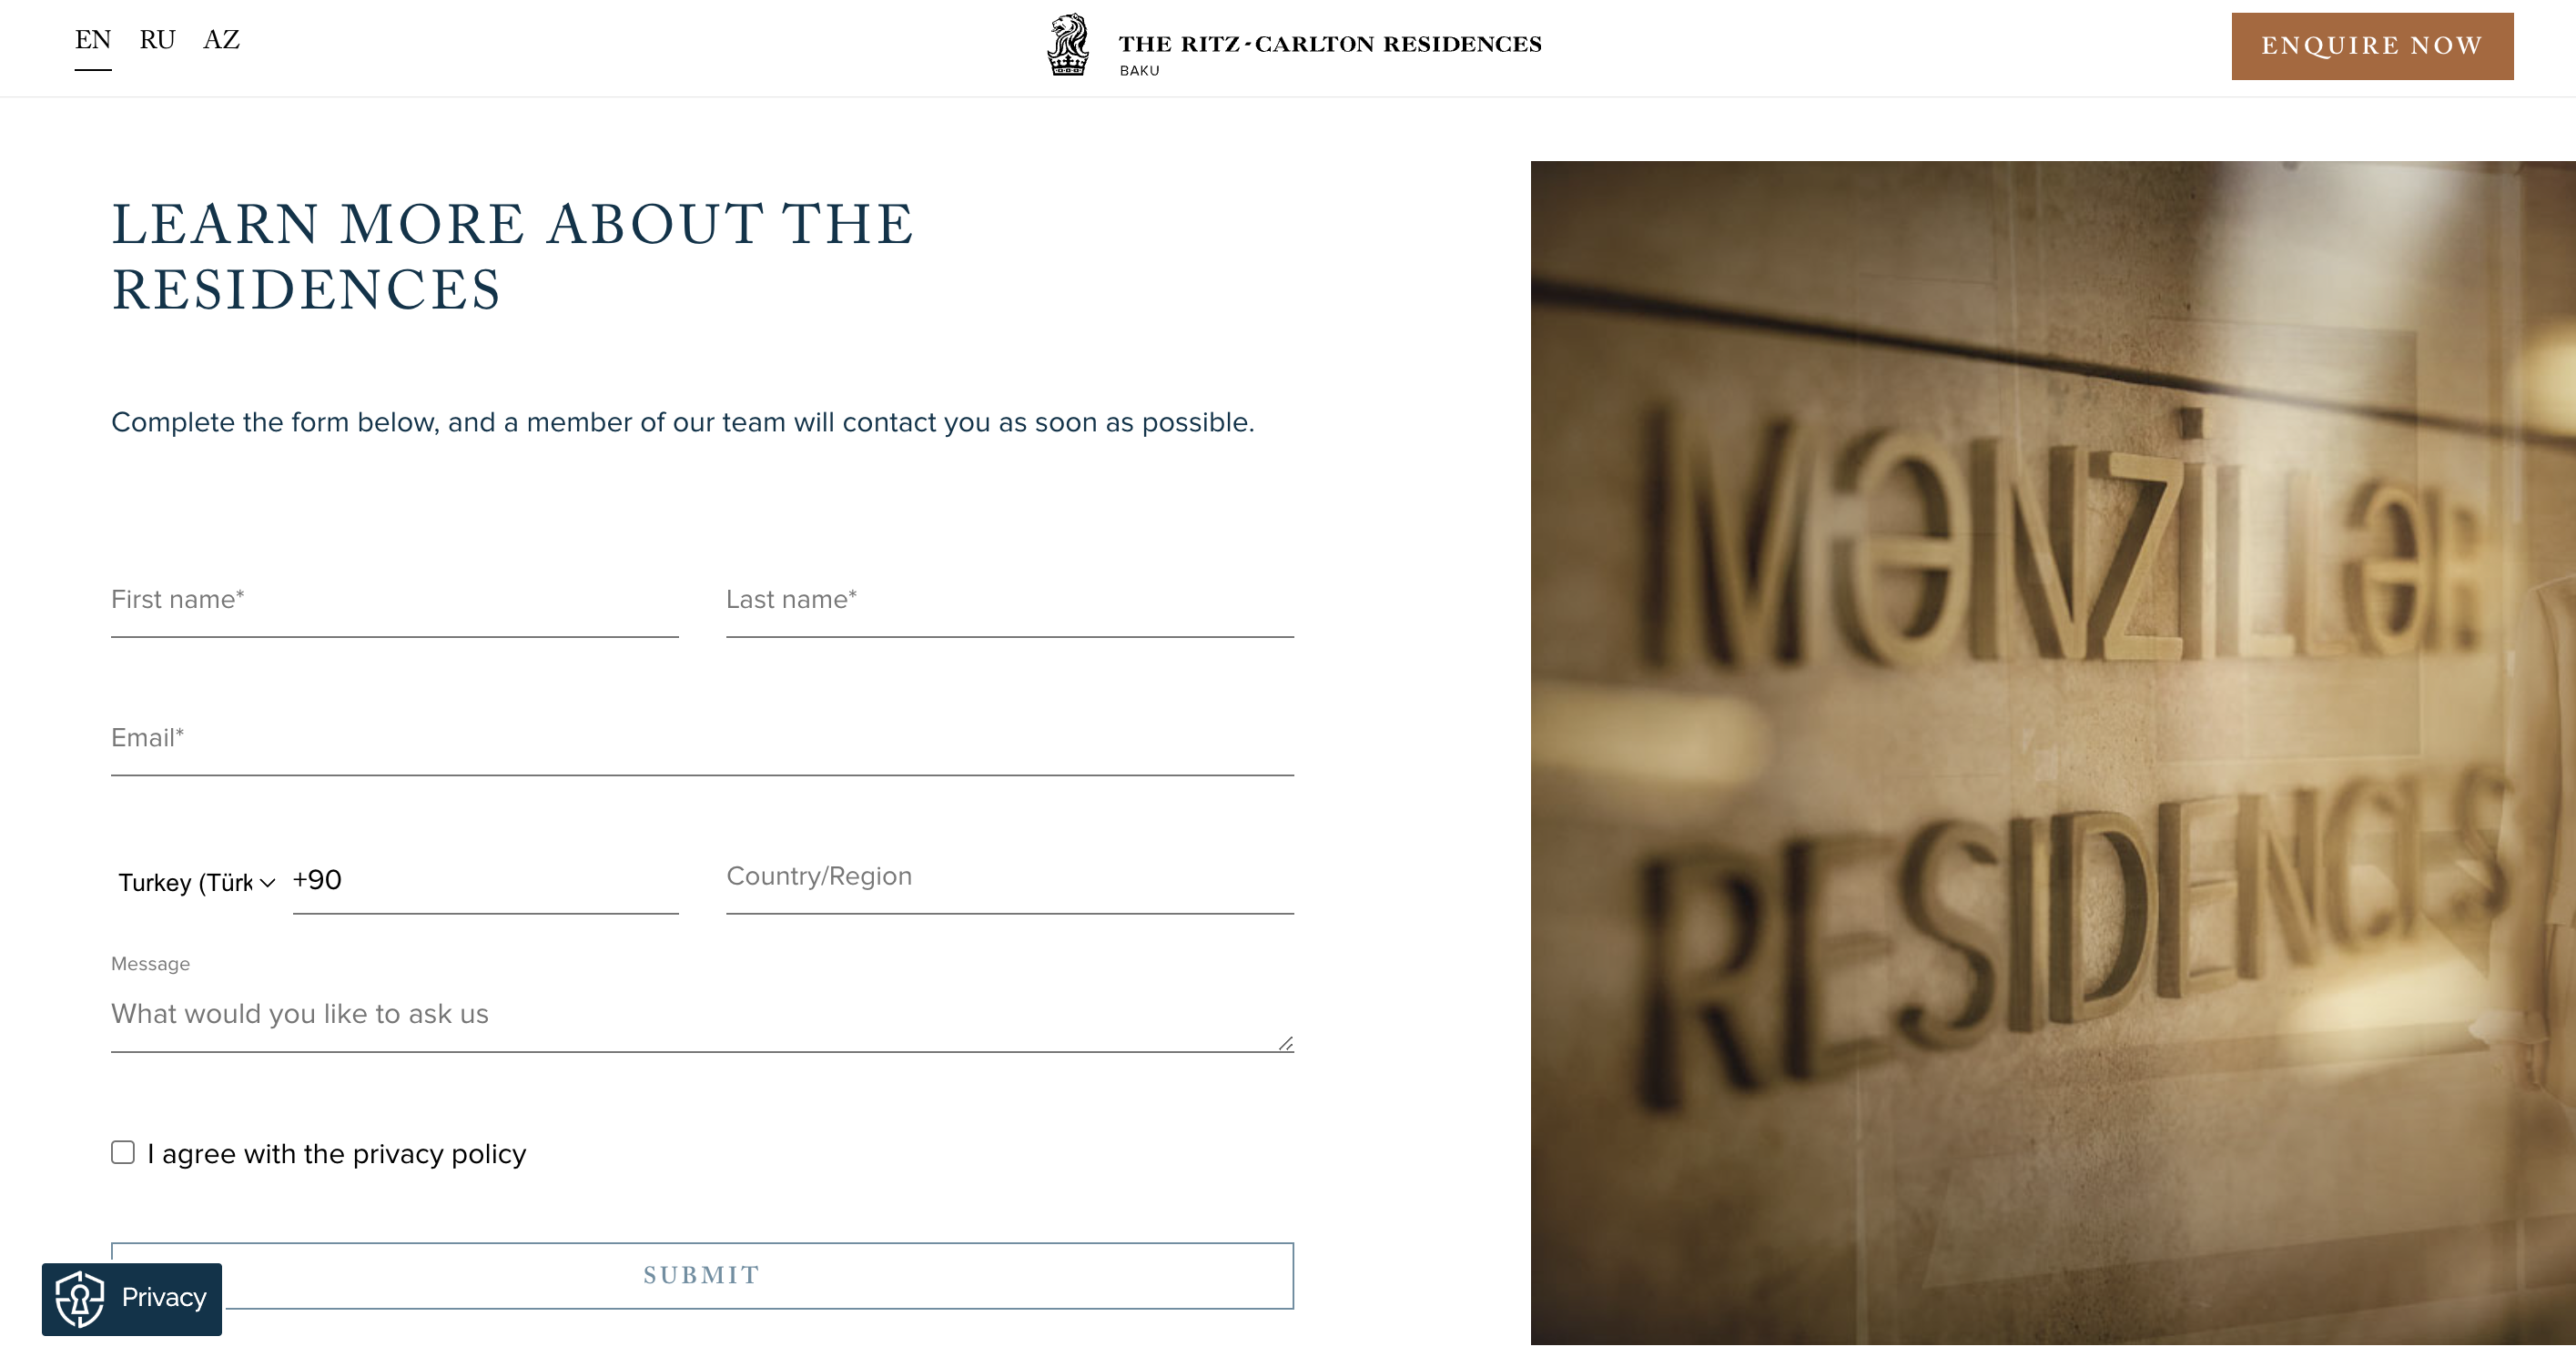 EN RU AZ
THE RITZ-CARLTON RESIDENCES
BAKU
ENQUIRE NOW
LEARN MORE ABOUT THE
RESIDENCES
Complete the form below, and a member of our team will contact you as soon as possible.
First name*
Last name*
Email*
Turkey (Türk
+90
Country/Region
Message
What would you like to ask us
I agree with the privacy policy
SUBMIT
Privacy
MƏNZİLLƏR
RESIDENCES